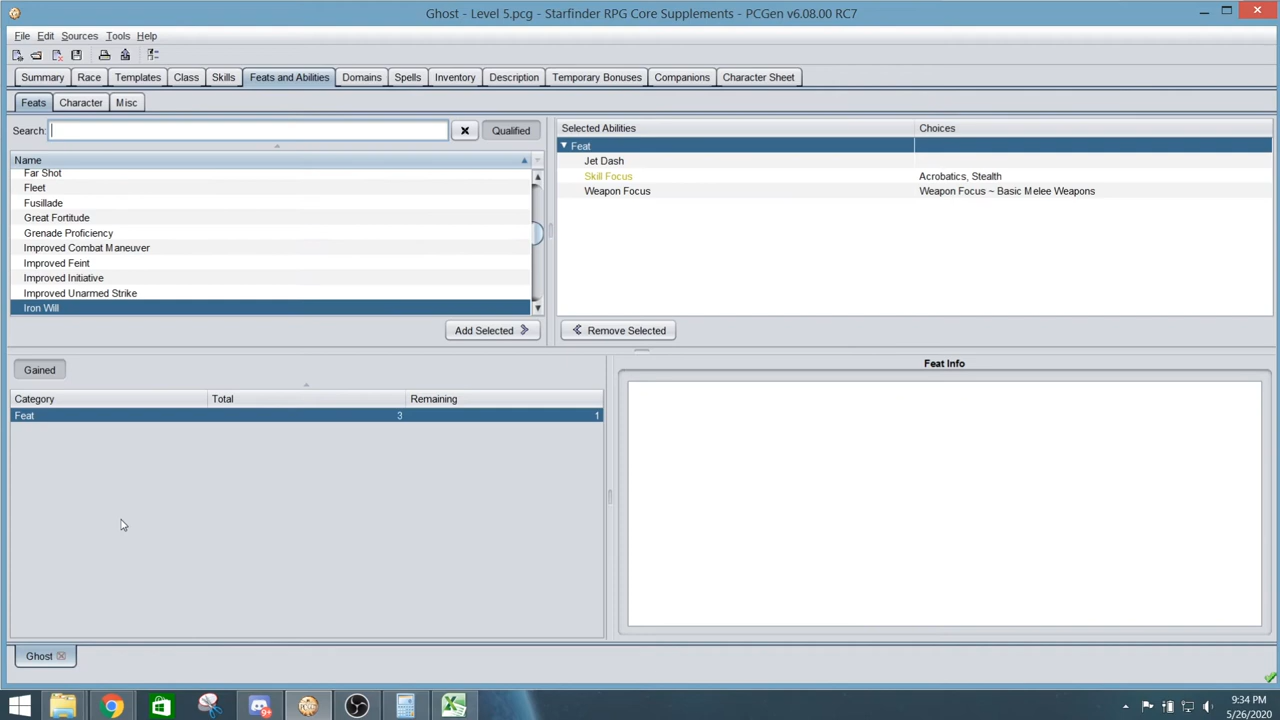 Ghost - Level 5.pcg - Starfinder RPG Core Supplements - PCGen v6.08.00 RC7
File Edit Sources Tools Help
Summary Race Templates Class Skills Feats and Abilities Domains Spells Inventory Description Temporary Bonuses Companions Character Sheet
Feats Character Misc
Search: Qualified
Name
Far Shot
Fleet
Fusillade
Great Fortitude
Grenade Proficiency
Improved Combat Maneuver
Improved Feint
Improved Initiative
Improved Unarmed Strike
Iron Will
Add Selected
Selected Abilities Choices
Feat
Jet Dash
Skill Focus Acrobatics, Stealth
Weapon Focus Weapon Focus ~ Basic Melee Weapons
Remove Selected
Gained
Category Total Remaining
Feat 3 1
Feat Info
Ghost
9:34 PM
5/26/2020